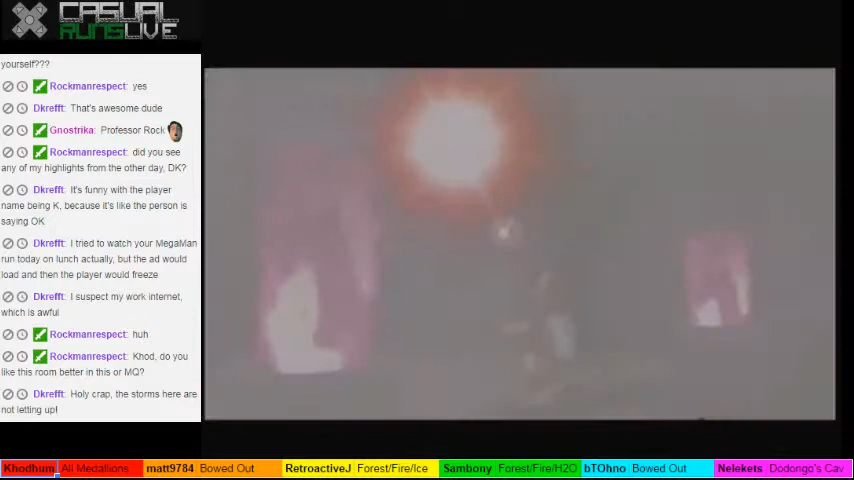 CASUAL
RUNSLIVE
yourself???
Rockmanrespect: yes
Dkrefft: That's awesome dude
Gnostrika: Professor Rock
Rockmanrespect: did you see
any of my highlights from the other day, DK?
Dkrefft: It's funny with the player
name being K, because it's like the person is
saying OK
Dkrefft: I tried to watch your MegaMan
run today on lunch actually, but the ad would
load and then the player would freeze
Dkrefft: I suspect my work internet,
which is awful
Rockmanrespect: huh
Rockmanrespect: Khod, do you
like this room better in this or MQ?
Dkrefft: Holy crap, the storms here are
not letting up!
Khodhum All Medallions matt9784 Bowed Out RetroactiveJ Forest/Fire/Ice Sambony Forest/Fire/H2O bTOhno Bowed Out Nelekets Dodongo's Cav